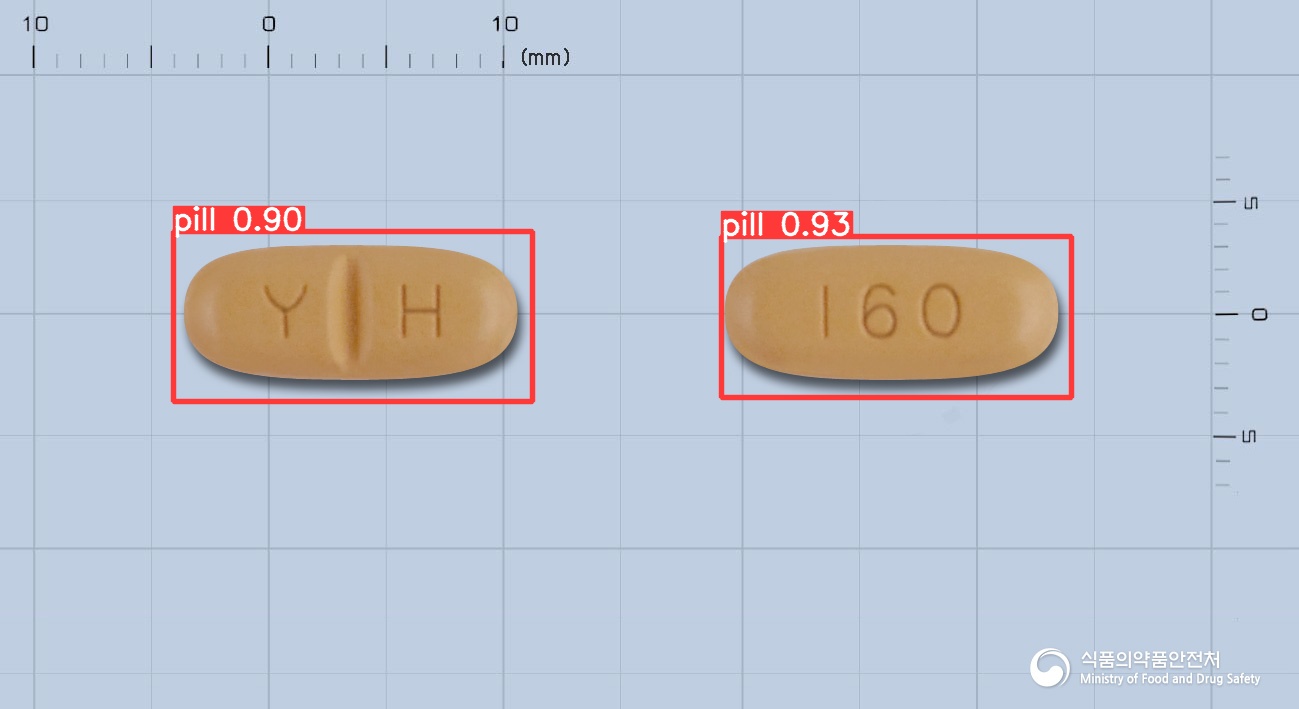 10 0 10 (mm)
pill 0.90
pill 0.93
Y H
160
5
0
5
식품의약품안전처
Ministry of Food and Drug Safety